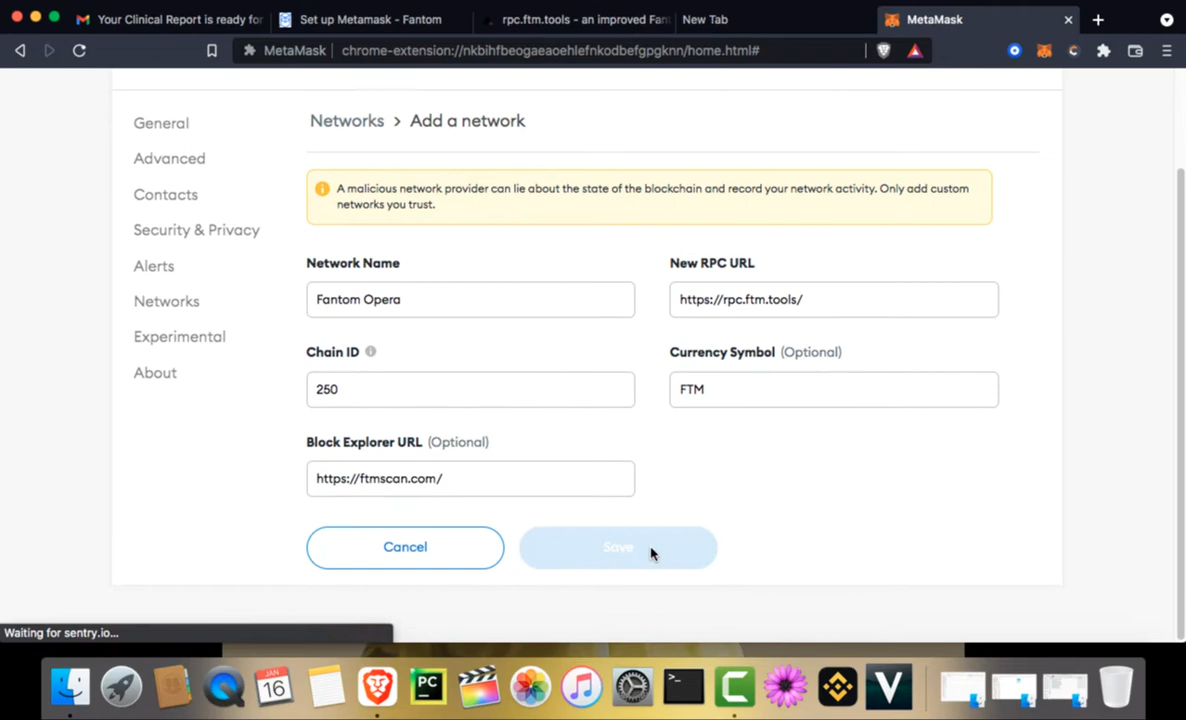 Your Clinical Report is ready for
Set up Metamask - Fantom
rpc.ftm.tools - an improved Fan
New Tab
MetaMask
MetaMask
chrome-extension://nkbihfbeogaeaoehlefnkodbefgpgknn/home.html#
General
Advanced
Contacts
Security & Privacy
Alerts
Networks
Experimental
About
Networks > Add a network
A malicious network provider can lie about the state of the blockchain and record your network activity. Only add custom
networks you trust.
Network Name
New RPC URL
Fantom Opera
https://rpc.ftm.tools/
Chain ID
Currency Symbol (Optional)
250
FTM
Block Explorer URL (Optional)
https://ftmscan.com/
Cancel
Save
Waiting for sentry.io...
JAN
16
PC